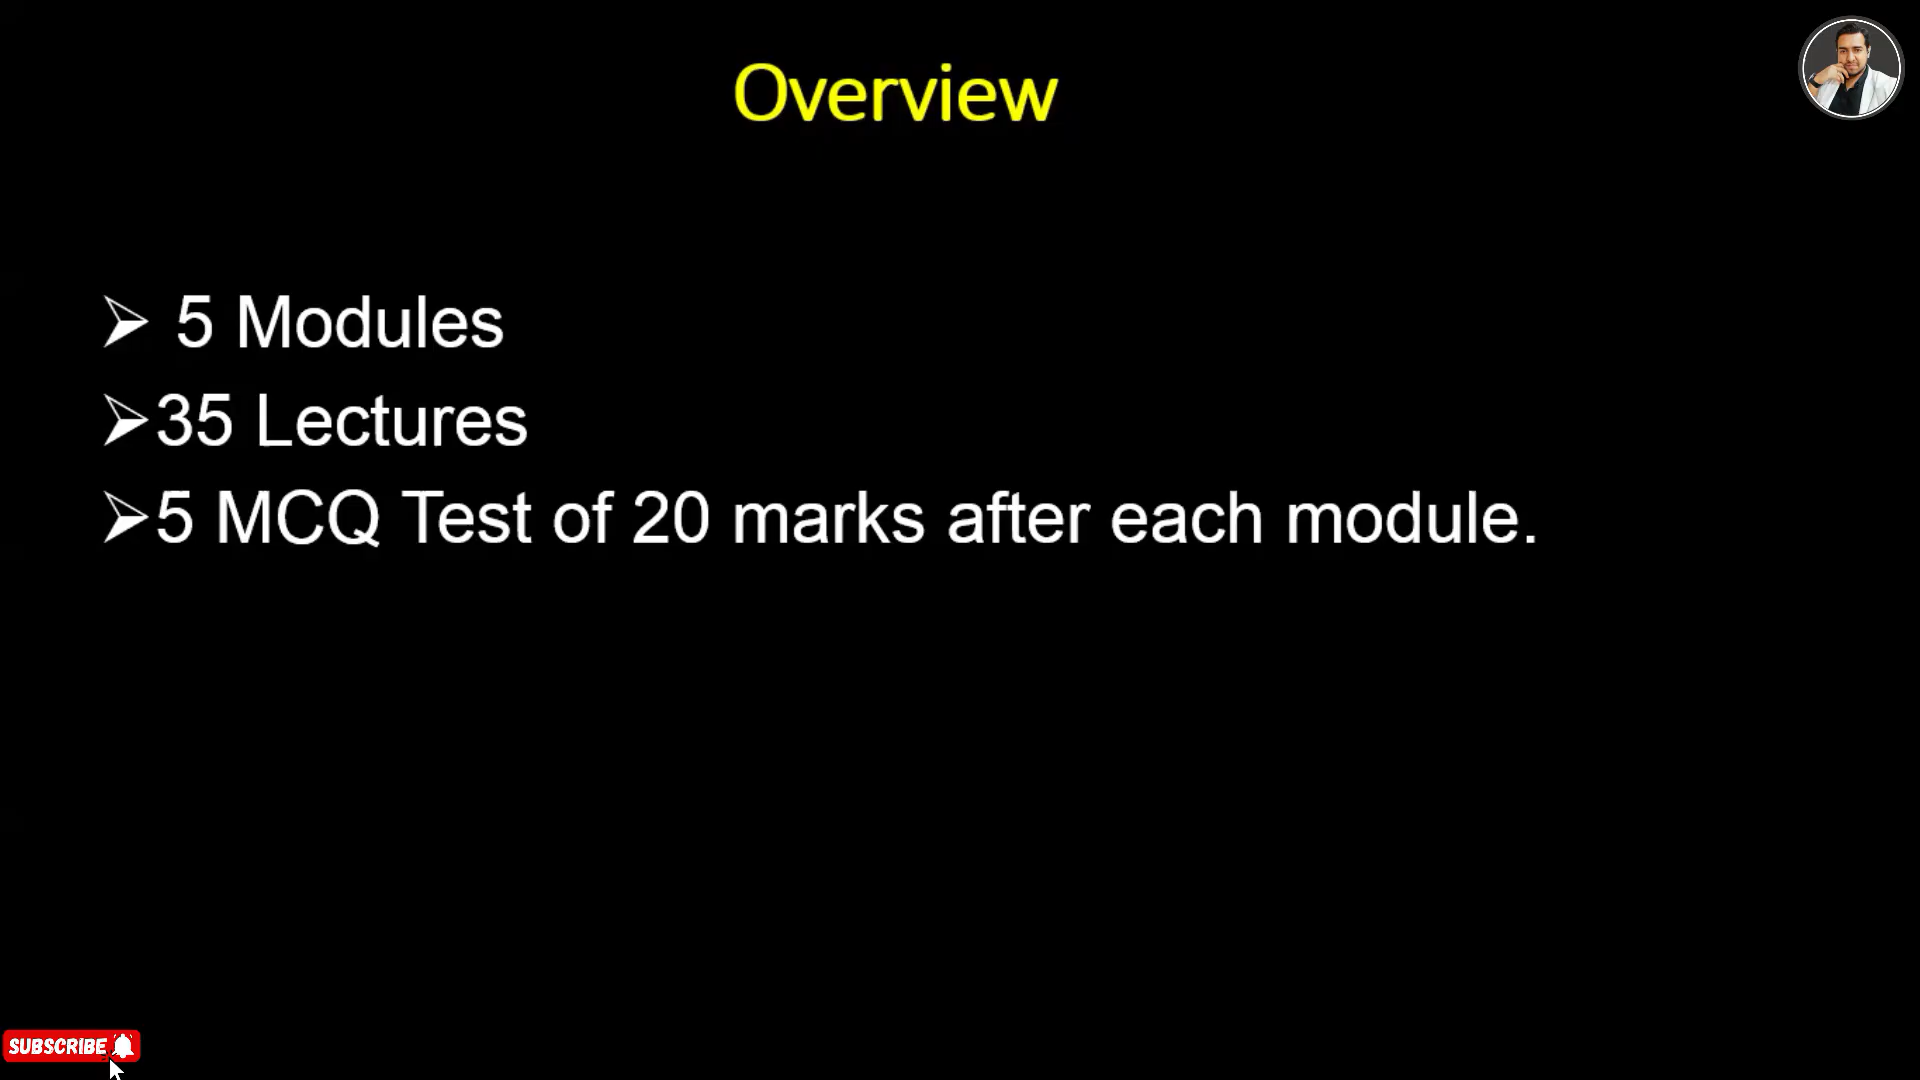 Overview
➢ 5 Modules
➢35 Lectures
➢5 MCQ Test of 20 marks after each module.
SUBSCRIBE